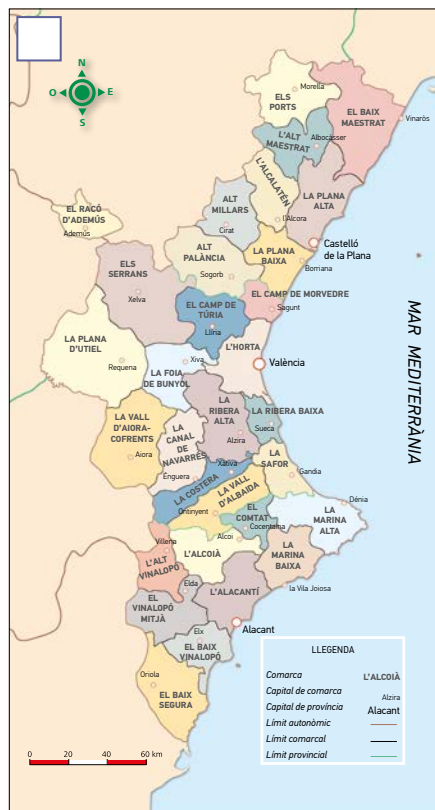 N
O
E
S
ELS
PORTS
Morella
EL BAIX
MAESTRAT
Vinaròs
L'ALT
MAESTRAT
Albocàsser
L'ALCALATÉN
l'Alcora
LA PLANA
ALTA
EL RACÓ
D'ADEMÚS
Ademús
ALT
MILLARS
Cirat
Castelló
de la Plana
ALT
PALÀNCIA
Sogorb
LA PLANA
BAIXA
Borriana
ELS
SERRANS
Xelva
EL CAMP DE MORVEDRE
Sagunt
EL CAMP DE
TÚRIA
Llíria
MAR MEDITERRÀNIA
LA PLANA
D'UTIEL
Requena
L'HORTA
València
Xiva
LA FOIA
DE BUNYOL
LA
RIBERA
ALTA
Alzira
LA RIBERA BAIXA
Sueca
LA VALL
D'AIORA-
COFRENTS
Aiora
LA
CANAL
DE
NAVARRÉS
Enguera
LA
SAFOR
Gandia
Xàtiva
LA COSTERA
LA VALL
D'ALBAIDA
Ontinyent
EL
COMTAT
Cocentaina
Dénia
LA
MARINA
ALTA
Villena
L'ALT
VINALOPÓ
Alcoi
L'ALCOIÀ
LA
MARINA
BAIXA
la Vila Joiosa
Elda
L'ALACANTÍ
EL
VINALOPÓ
MITJÀ
Alacant
Elx
EL BAIX
VINALOPÓ
Oriola
EL BAIX
SEGURA
LLEGENDA
Comarca L'ALCOIÀ
Capital de comarca Alzira
Capital de província Alacant
Límit autonòmic
Límit comarcal
Límit provincial
0 20 40 60 km